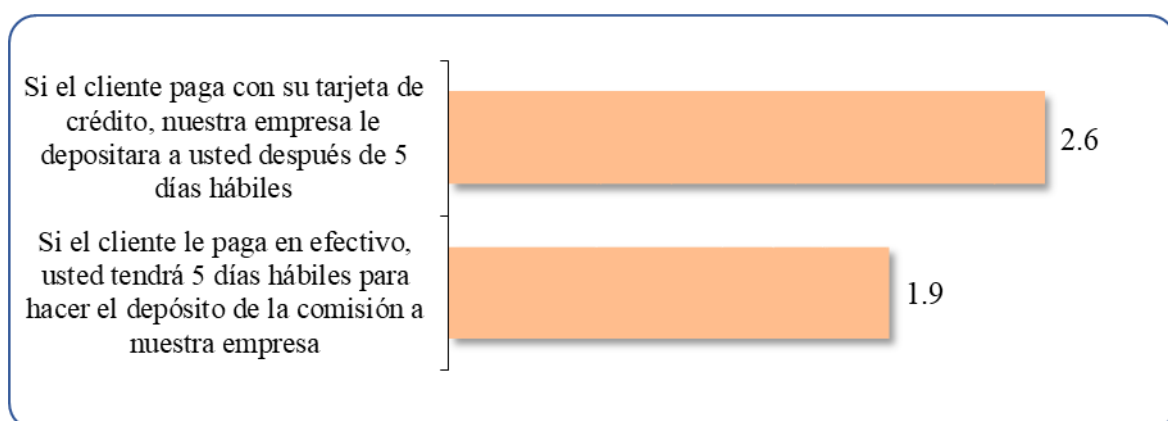 Si el cliente paga con su tarjeta de
crédito, nuestra empresa le
depositara a usted después de 5
días hábiles
2.6
Si el cliente le paga en efectivo,
usted tendrá 5 días hábiles para
hacer el depósito de la comisión a
nuestra empresa
1.9